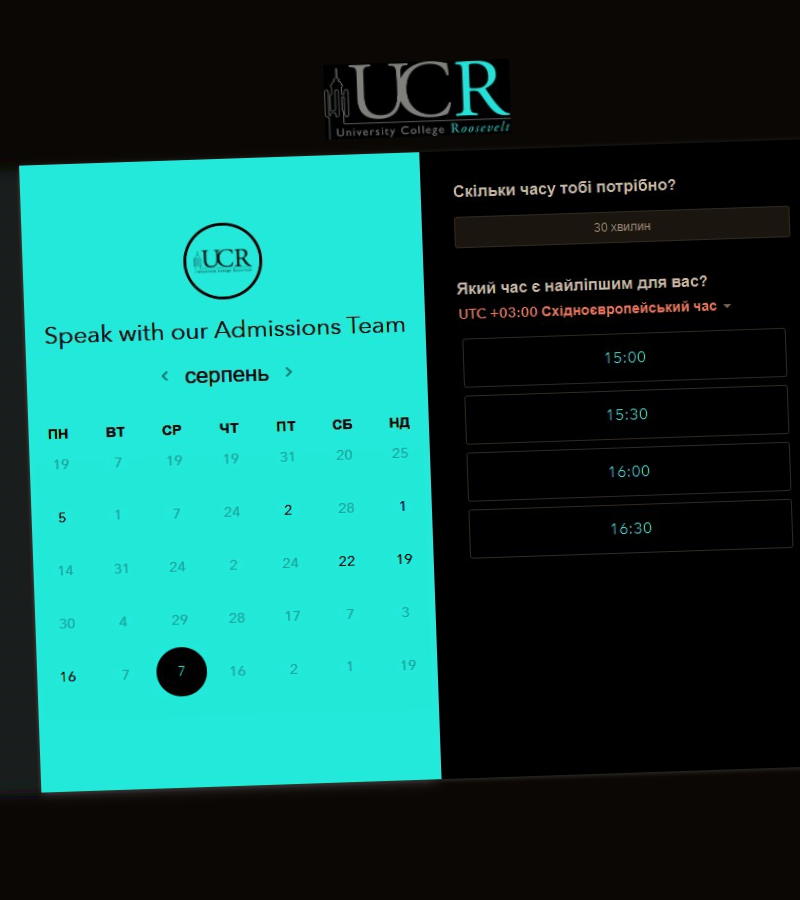 UCR
University College Roosevelt
UCR
Speak with our Admissions Team
серпень
ПН ВТ СР ЧТ ПТ СБ НД
19 7 19 19 31 20 25
5 1 7 24 2 28 1
14 31 24 2 24 22 19
30 4 29 28 17 7 3
16 7 7 16 2 1 19
Скільки часу тобі потрібно?
30 хвилин
Який час є найліпшим для вас?
UTC +03:00 Східноєвропейський час
15:00
15:30
16:00
16:30